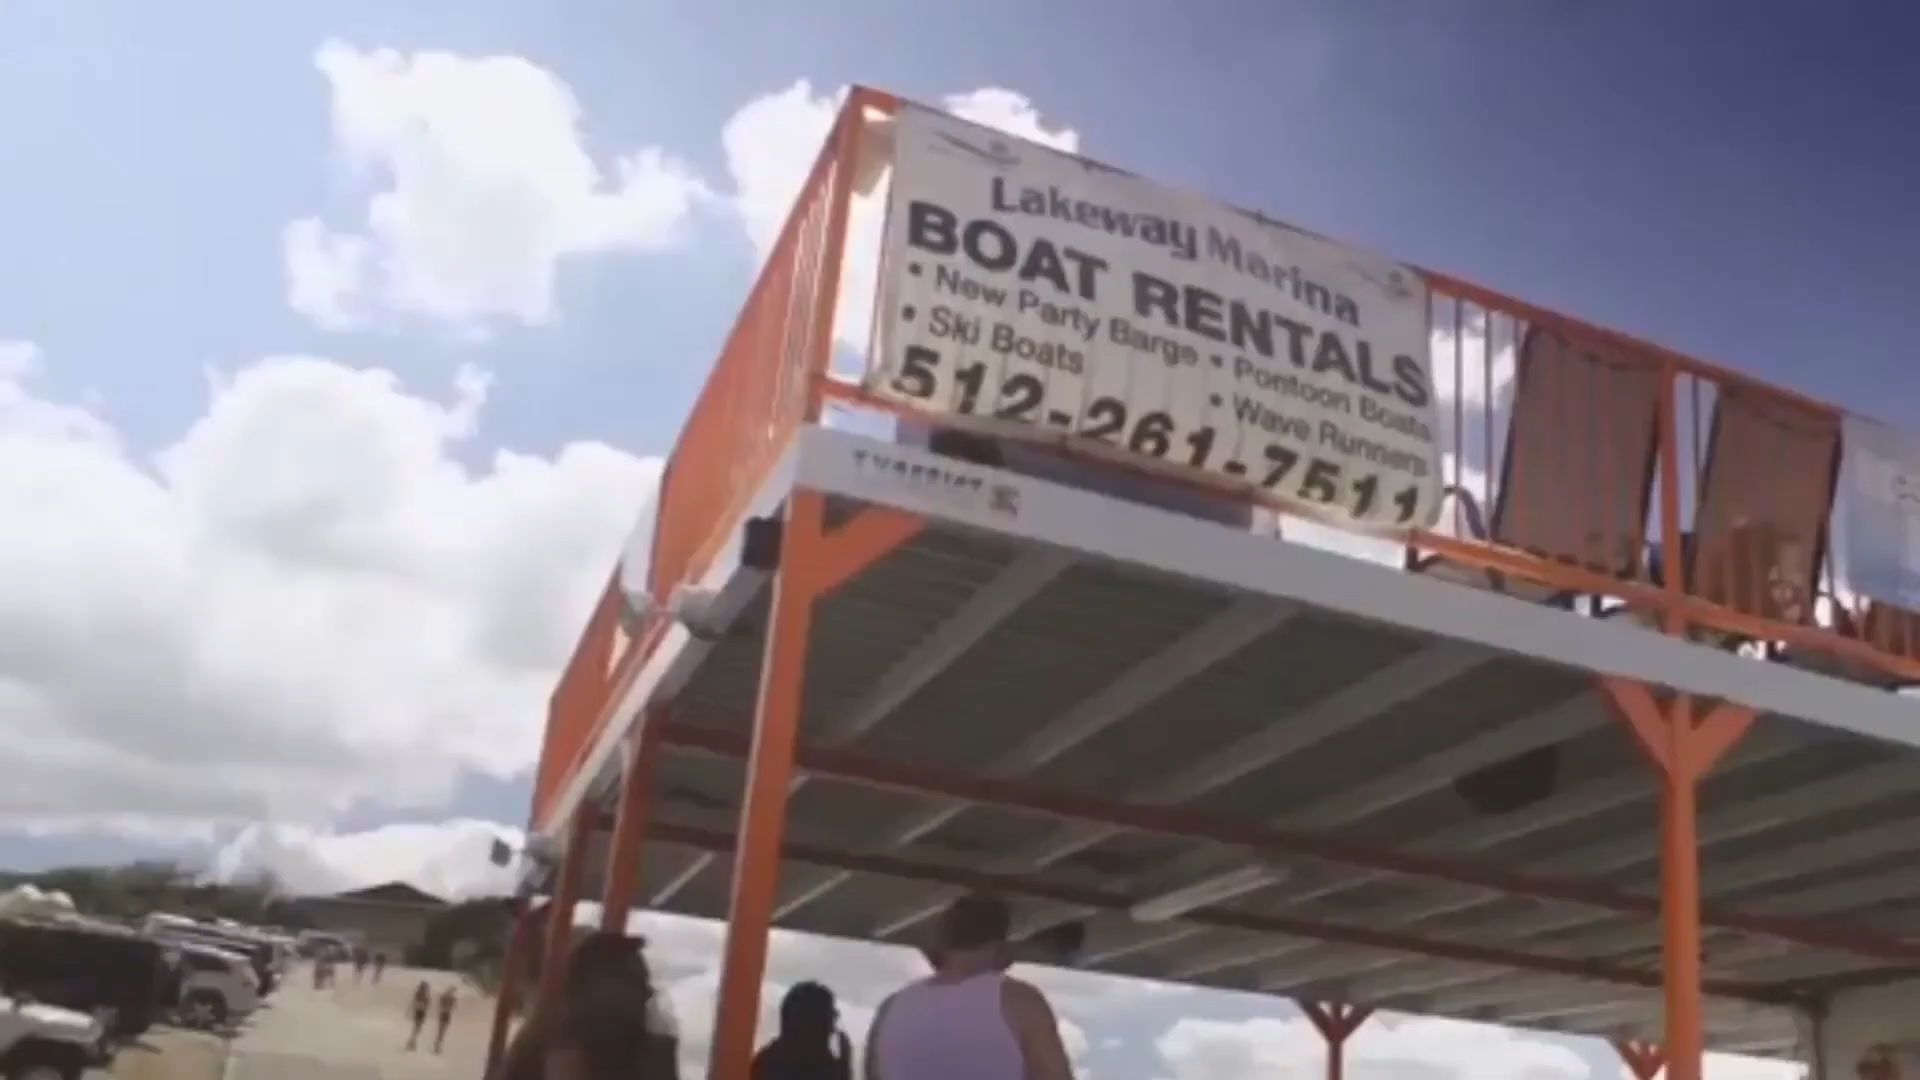 Lakeway Marina
BOAT RENTALS
• New Party Barge • Pontoon Boats
• Ski Boats • Wave Runners
512-261-7511